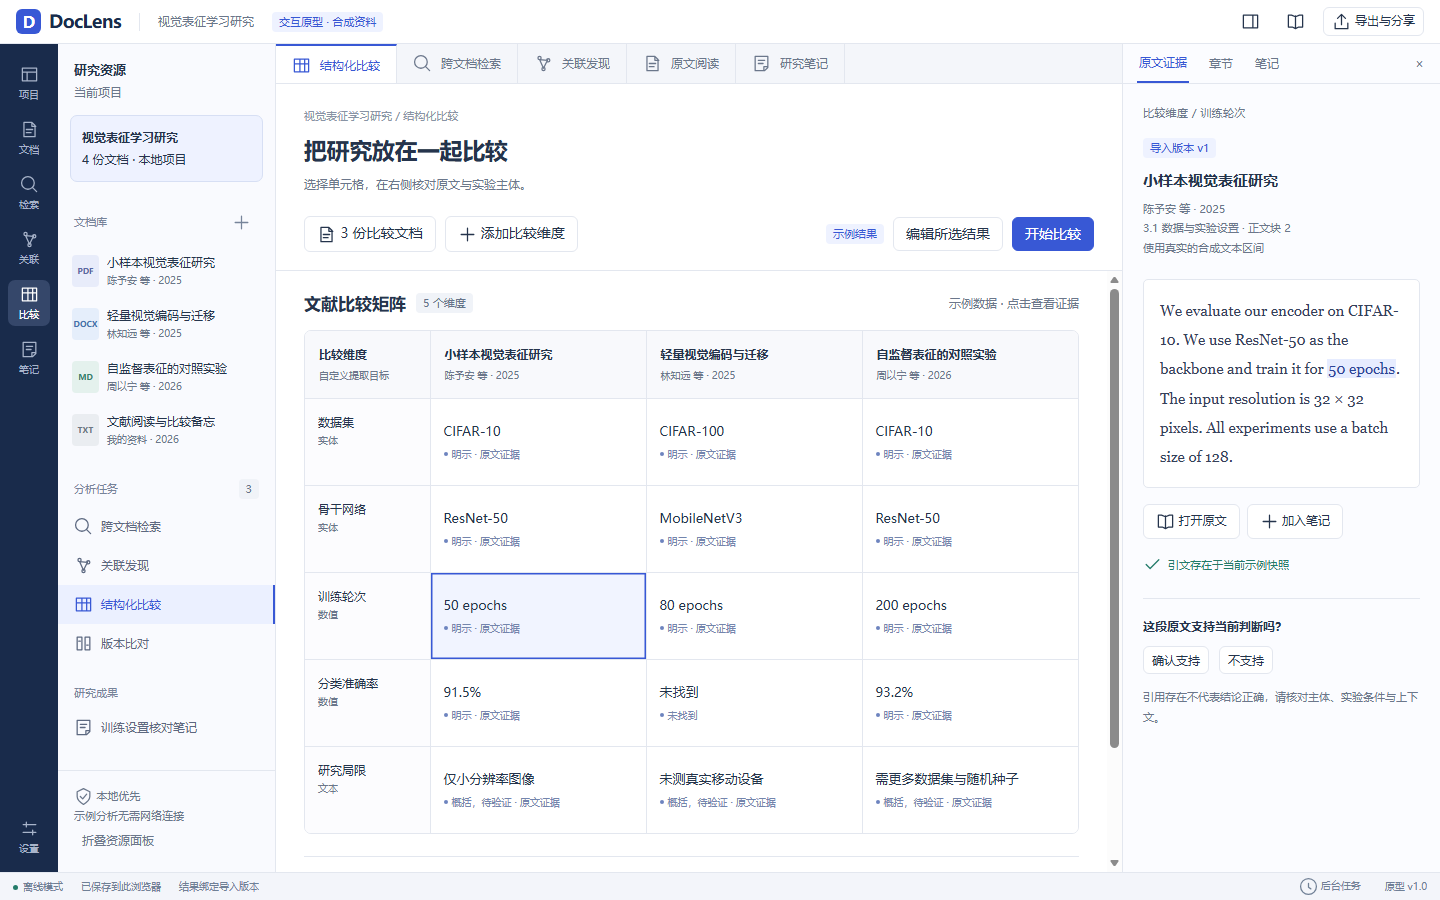 D DocLens 视觉表征学习研究 交互原型 · 合成资料 导出与分享
项目
文档
检索
关联
比较
笔记
设置
研究资源
当前项目
视觉表征学习研究
4 份文档 · 本地项目
文档库
PDF 小样本视觉表征研究
陈予安 等 · 2025
DOCX 轻量视觉编码与迁移
林知远 等 · 2025
MD 自监督表征的对照实验
周以宁 等 · 2026
TXT 文献阅读与比较备忘
我的资料 · 2026
分析任务 3
跨文档检索
关联发现
结构化比较
版本比对
研究成果
训练设置核对笔记
本地优先
示例分析无需网络连接
折叠资源面板
结构化比较 跨文档检索 关联发现 原文阅读 研究笔记
视觉表征学习研究 / 结构化比较
把研究放在一起比较
选择单元格，在右侧核对原文与实验主体。
3 份比较文档 添加比较维度 示例结果 编辑所选结果 开始比较
文献比较矩阵 5 个维度 示例数据 · 点击查看证据
比较维度 小样本视觉表征研究 轻量视觉编码与迁移 自监督表征的对照实验
自定义提取目标 陈予安 等 · 2025 林知远 等 · 2025 周以宁 等 · 2026
数据集 CIFAR-10 CIFAR-100 CIFAR-10
实体 明示 · 原文证据 明示 · 原文证据 明示 · 原文证据
骨干网络 ResNet-50 MobileNetV3 ResNet-50
实体 明示 · 原文证据 明示 · 原文证据 明示 · 原文证据
训练轮次 50 epochs 80 epochs 200 epochs
数值 明示 · 原文证据 明示 · 原文证据 明示 · 原文证据
分类准确率 91.5% 未找到 93.2%
数值 明示 · 原文证据 未找到 明示 · 原文证据
研究局限 仅小分辨率图像 未测真实移动设备 需更多数据集与随机种子
文本 概括，待验证 · 原文证据 概括，待验证 · 原文证据 概括，待验证 · 原文证据
原文证据 章节 笔记 ×
比较维度 / 训练轮次
导入版本 v1
小样本视觉表征研究
陈予安 等 · 2025
3.1 数据与实验设置 · 正文块 2
使用真实的合成文本区间
We evaluate our encoder on CIFAR-
10. We use ResNet-50 as the
backbone and train it for 50 epochs.
The input resolution is 32 × 32
pixels. All experiments use a batch
size of 128.
打开原文 加入笔记
引文存在于当前示例快照
这段原文支持当前判断吗?
确认支持 不支持
引用存在不代表结论正确，请核对主体、实验条件与上下
文。
离线模式 已保存到此浏览器 结果绑定导入版本 后台任务 原型 v1.0